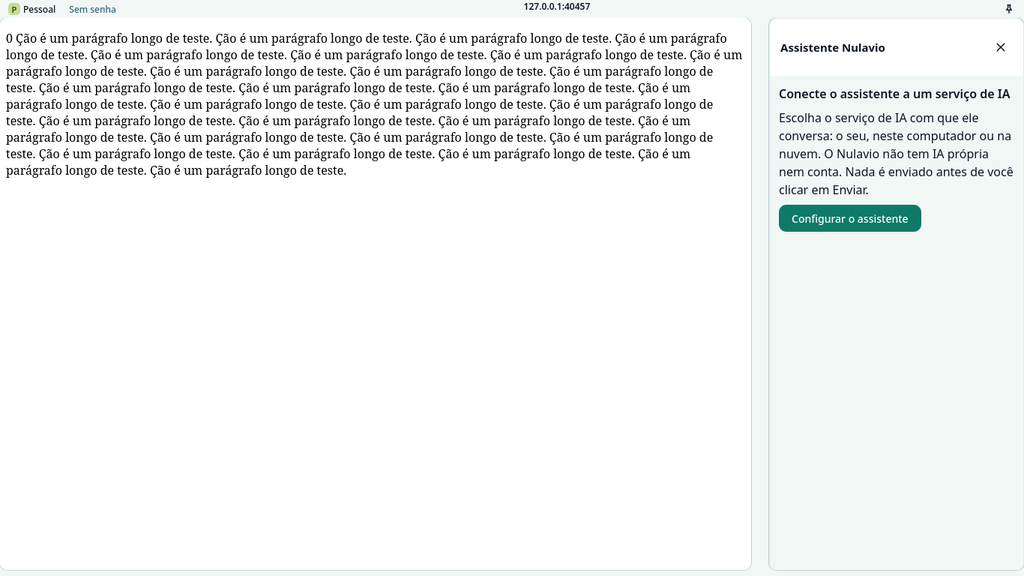 P Pessoal Sem senha 127.0.0.1:40457
0 Ção é um parágrafo longo de teste. Ção é um parágrafo longo de teste. Ção é um parágrafo longo de teste. Ção é um parágrafo
longo de teste. Ção é um parágrafo longo de teste. Ção é um parágrafo longo de teste. Ção é um parágrafo longo de teste. Ção é um
parágrafo longo de teste. Ção é um parágrafo longo de teste. Ção é um parágrafo longo de teste. Ção é um parágrafo longo de
teste. Ção é um parágrafo longo de teste. Ção é um parágrafo longo de teste. Ção é um parágrafo longo de teste. Ção é um
parágrafo longo de teste. Ção é um parágrafo longo de teste. Ção é um parágrafo longo de teste. Ção é um parágrafo longo de
teste. Ção é um parágrafo longo de teste. Ção é um parágrafo longo de teste. Ção é um parágrafo longo de teste. Ção é um
parágrafo longo de teste. Ção é um parágrafo longo de teste. Ção é um parágrafo longo de teste. Ção é um parágrafo longo de
teste. Ção é um parágrafo longo de teste. Ção é um parágrafo longo de teste. Ção é um parágrafo longo de teste. Ção é um
parágrafo longo de teste. Ção é um parágrafo longo de teste.
Assistente Nulavio
Conecte o assistente a um serviço de IA
Escolha o serviço de IA com que ele
conversa: o seu, neste computador ou na
nuvem. O Nulavio não tem IA própria
nem conta. Nada é enviado antes de você
clicar em Enviar.
Configurar o assistente